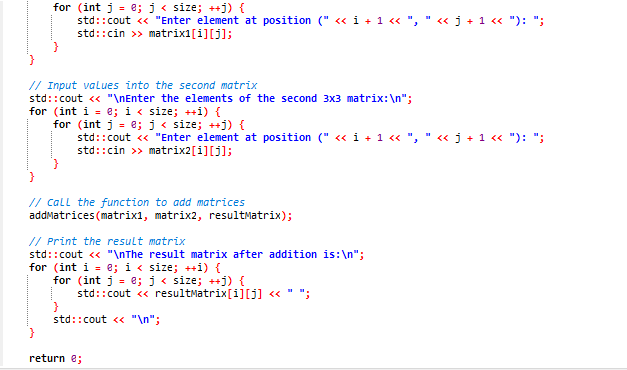 for (int j = 0; j < size; ++j) {
std::cout << "Enter element at position (" << i + 1 << ", " << j + 1 << "): ";
std::cin >> matrix1[i][j];
}
}
// Input values into the second matrix
std::cout << "\nEnter the elements of the second 3x3 matrix:\n";
for (int i = 0; i < size; ++i) {
for (int j = 0; j < size; ++j) {
std::cout << "Enter element at position (" << i + 1 << ", " << j + 1 << "): ";
std::cin >> matrix2[i][j];
}
}
// Call the function to add matrices
addMatrices(matrix1, matrix2, resultMatrix);
// Print the result matrix
std::cout << "\nThe result matrix after addition is:\n";
for (int i = 0; i < size; ++i) {
for (int j = 0; j < size; ++j) {
std::cout << resultMatrix[i][j] << " ";
}
std::cout << "\n";
}
return 0;